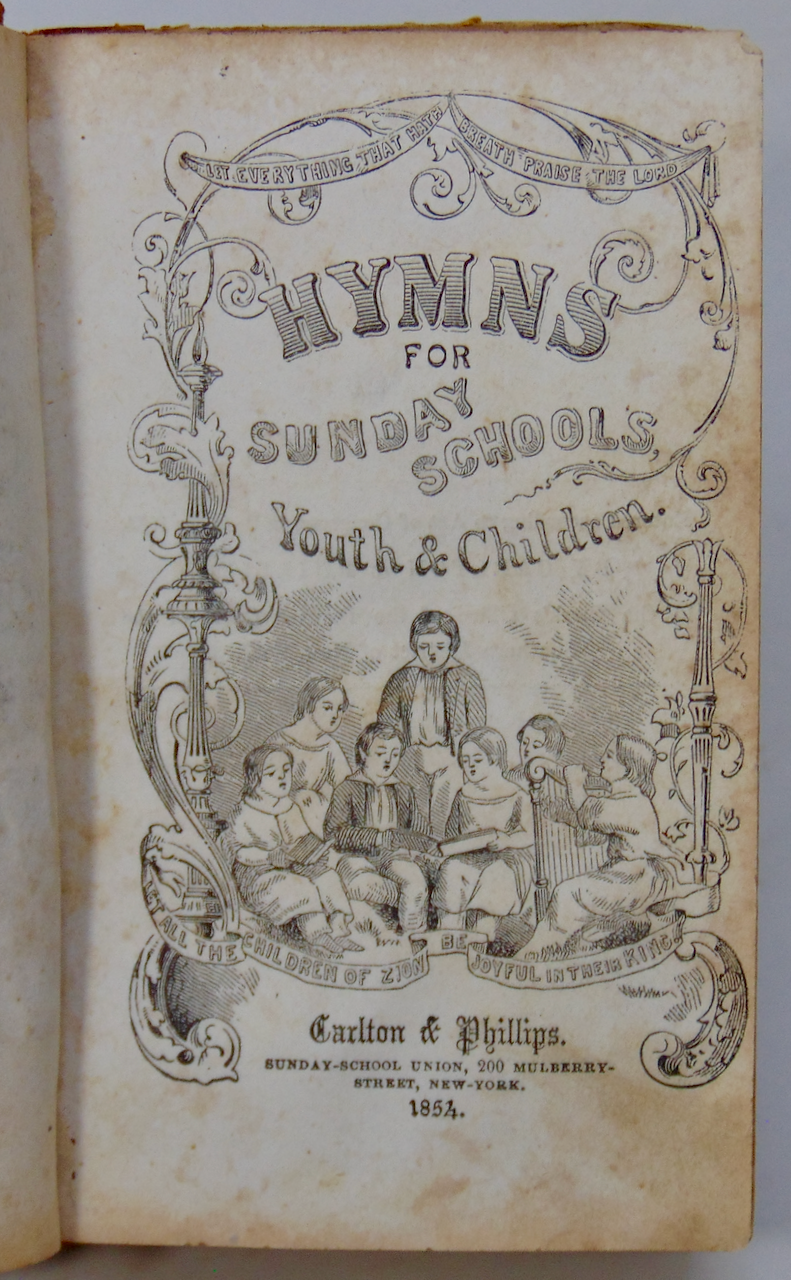 LET EVERYTHING THAT HATH BREATH PRAISE THE LORD
HYMNS
FOR
SUNDAY
SCHOOLS,
Youth & Children.
LET ALL THE CHILDREN OF ZION BE JOYFUL IN THEIR KING.
Carlton & Phillips.
SUNDAY-SCHOOL UNION, 200 MULBERRY-
STREET, NEW-YORK.
1854.